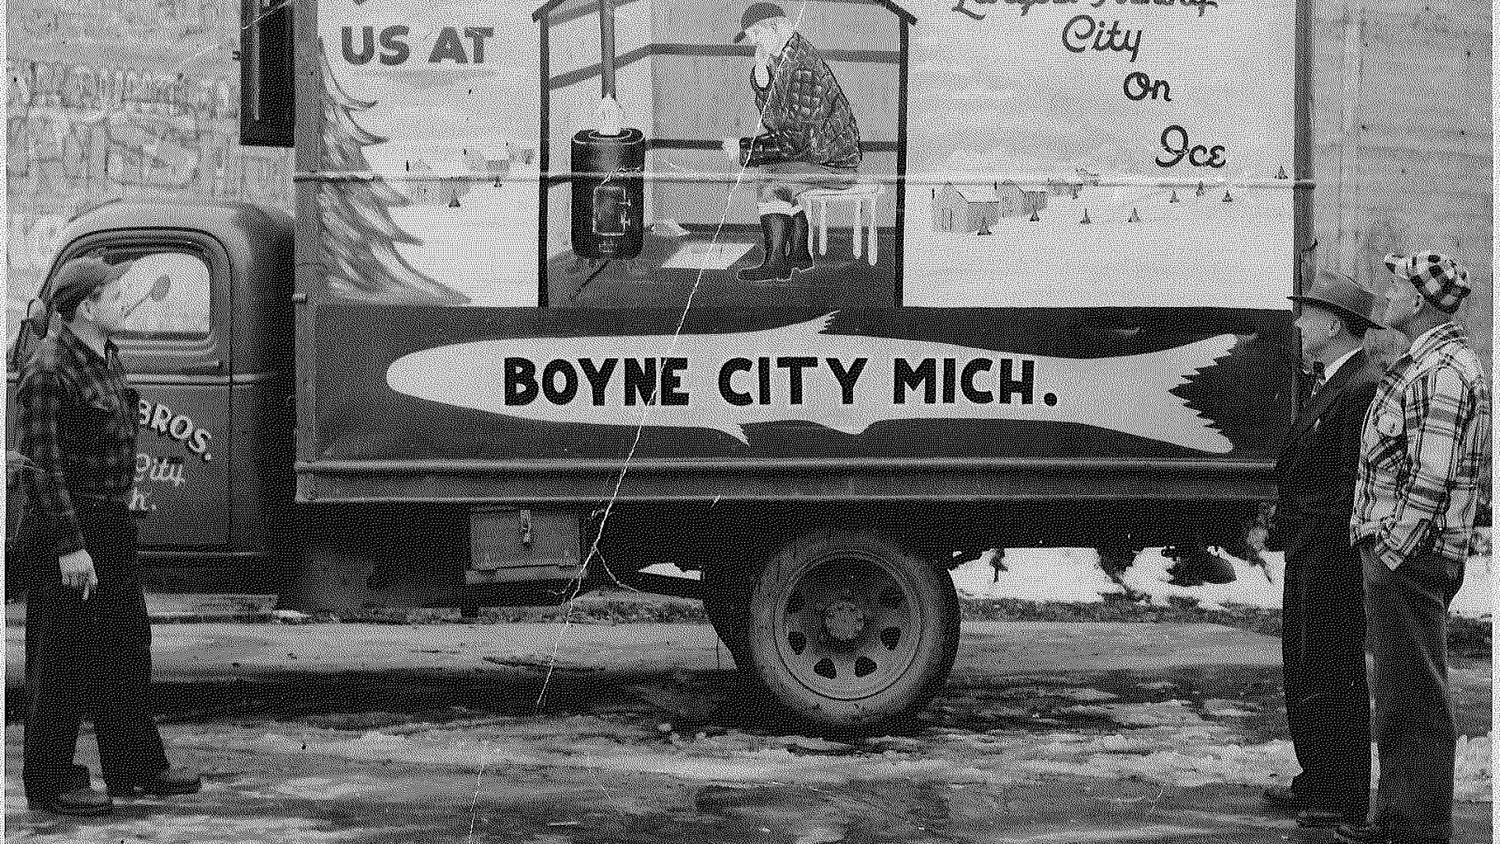 US AT
City
On
Ice
BOYNE CITY MICH.
BROS.
City